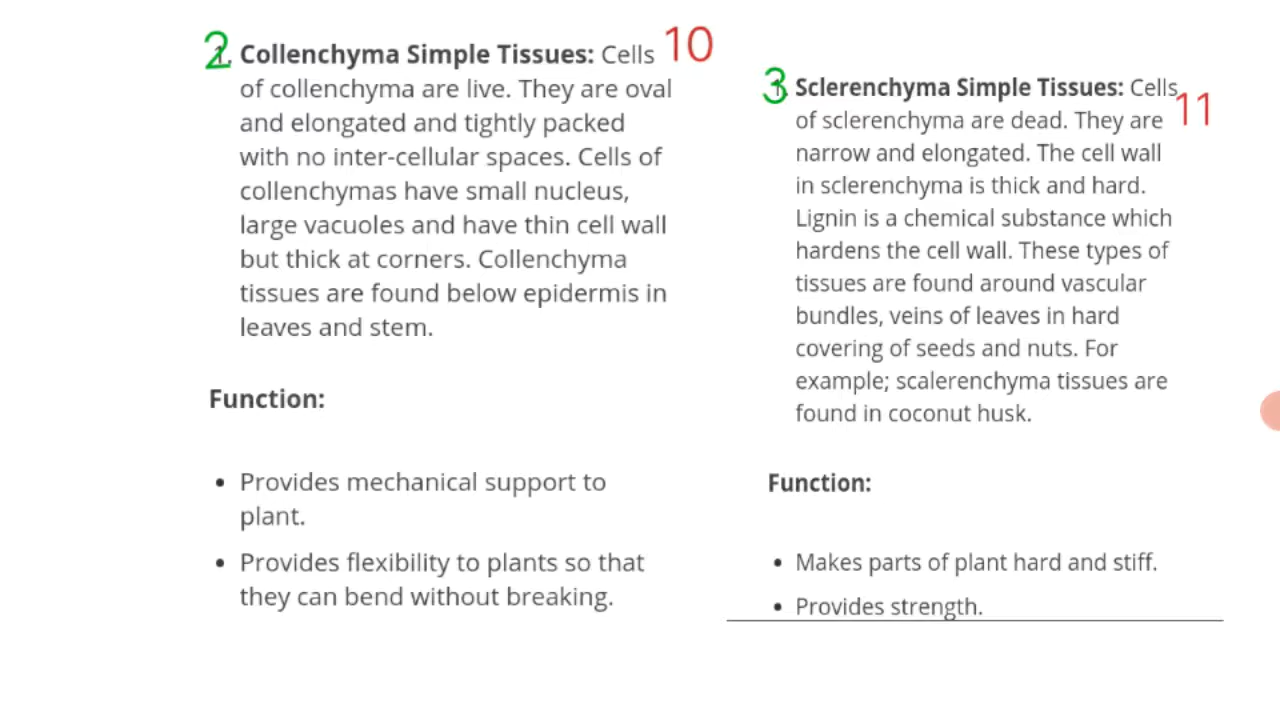 2. Collenchyma Simple Tissues: Cells 10
of collenchyma are live. They are oval
and elongated and tightly packed
with no inter-cellular spaces. Cells of
collenchymas have small nucleus,
large vacuoles and have thin cell wall
but thick at corners. Collenchyma
tissues are found below epidermis in
leaves and stem.
Function:
• Provides mechanical support to
plant.
• Provides flexibility to plants so that
they can bend without breaking.
3. Sclerenchyma Simple Tissues: Cells 11
of sclerenchyma are dead. They are
narrow and elongated. The cell wall
in sclerenchyma is thick and hard.
Lignin is a chemical substance which
hardens the cell wall. These types of
tissues are found around vascular
bundles, veins of leaves in hard
covering of seeds and nuts. For
example; scalerenchyma tissues are
found in coconut husk.
Function:
• Makes parts of plant hard and stiff.
• Provides strength.